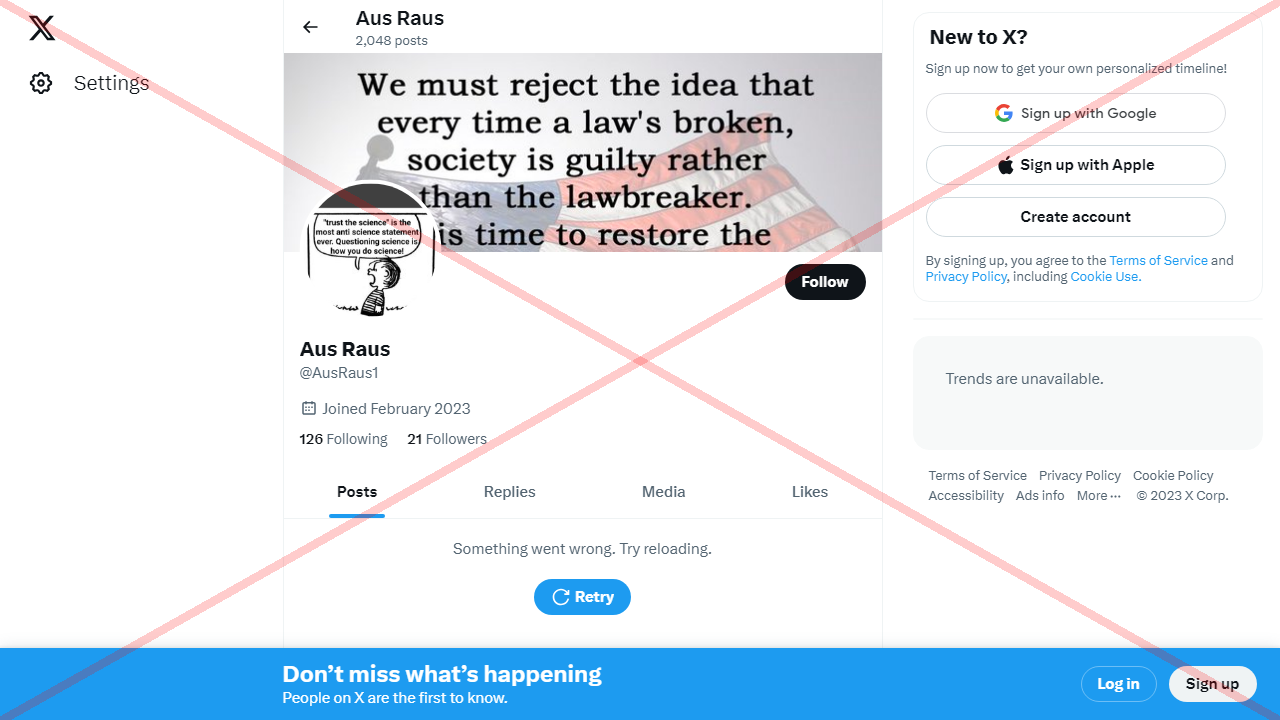 Settings
Aus Raus
2,048 posts
We must reject the idea that
every time a law's broken,
society is guilty rather
than the lawbreaker.
is time to restore the
"trust the science" is the
most anti science statement
ever. Questioning science is
how you do science!
Follow
Aus Raus
@AusRaus1
Joined February 2023
126 Following 21 Followers
Posts Replies Media Likes
Something went wrong. Try reloading.
Retry
New to X?
Sign up now to get your own personalized timeline!
Sign up with Google
Sign up with Apple
Create account
By signing up, you agree to the Terms of Service and
Privacy Policy, including Cookie Use.
Trends are unavailable.
Terms of Service Privacy Policy Cookie Policy
Accessibility Ads info More ··· © 2023 X Corp.
Don’t miss what’s happening
People on X are the first to know.
Log in Sign up